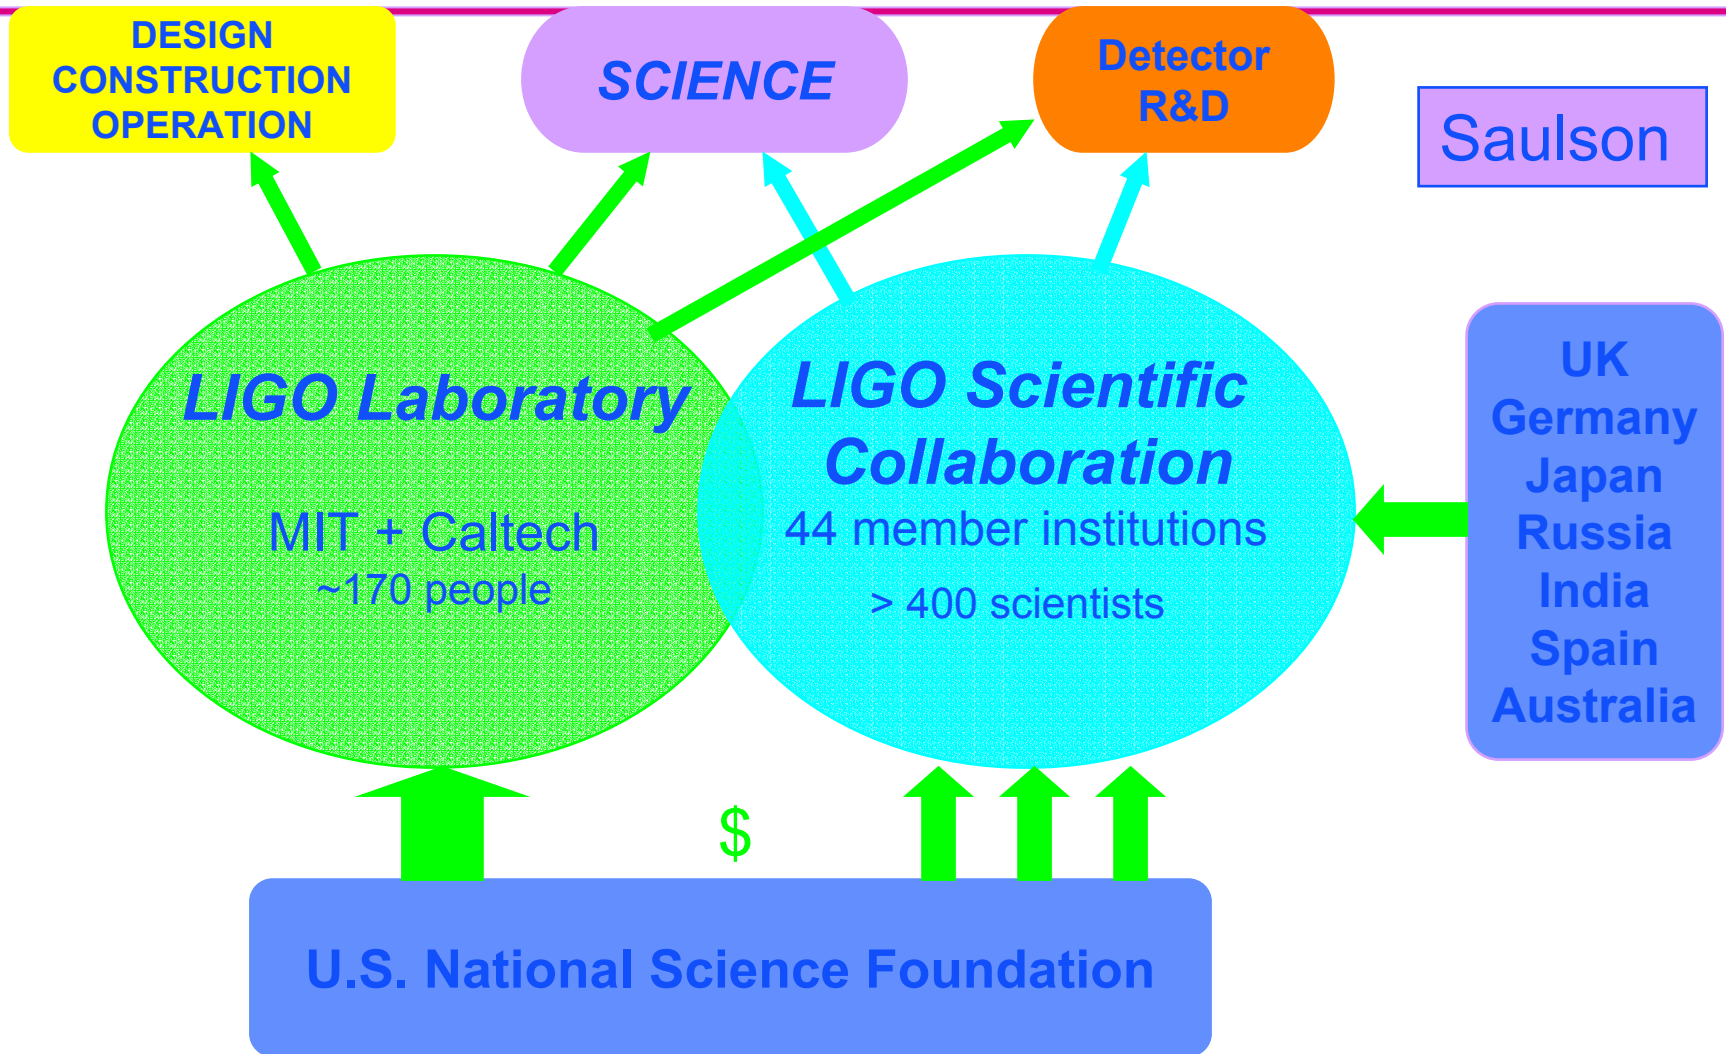 DESIGN
CONSTRUCTION
OPERATION
SCIENCE
Detector
R&D
Saulson
LIGO Laboratory
MIT + Caltech
~170 people
LIGO Scientific
Collaboration
44 member institutions
> 400 scientists
UK
Germany
Japan
Russia
India
Spain
Australia
$
U.S. National Science Foundation